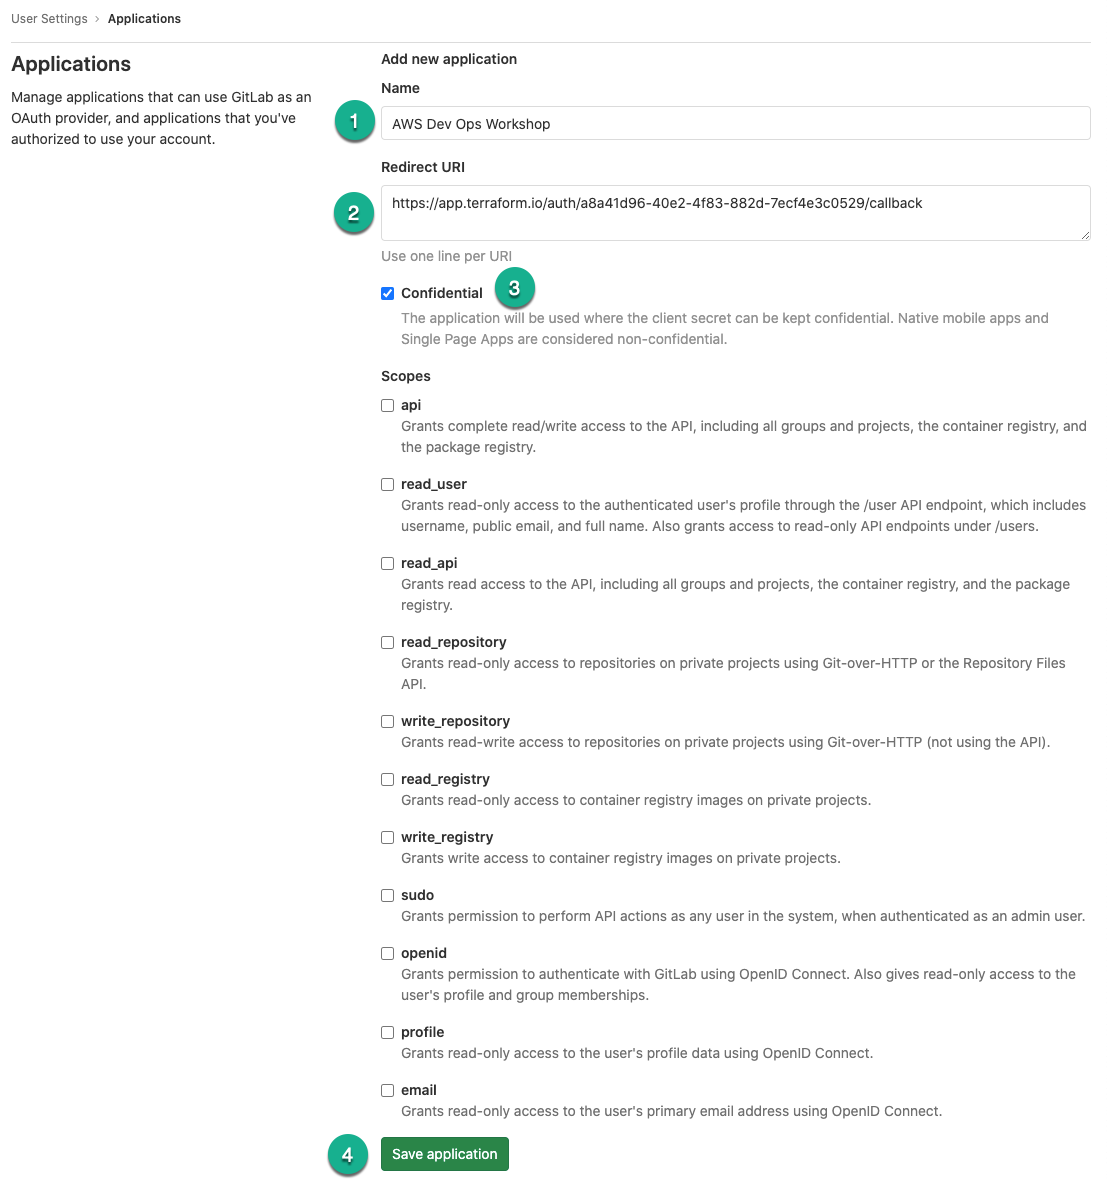 User Settings › Applications
Applications
Manage applications that can use GitLab as an
OAuth provider, and applications that you've
authorized to use your account.
Add new application
Name
1
AWS Dev Ops Workshop
Redirect URI
2
https://app.terraform.io/auth/a8a41d96-40e2-4f83-882d-7ecf4e3c0529/callback
Use one line per URI
Confidential
3
The application will be used where the client secret can be kept confidential. Native mobile apps and
Single Page Apps are considered non-confidential.
Scopes
api
Grants complete read/write access to the API, including all groups and projects, the container registry, and
the package registry.
read_user
Grants read-only access to the authenticated user's profile through the /user API endpoint, which includes
username, public email, and full name. Also grants access to read-only API endpoints under /users.
read_api
Grants read access to the API, including all groups and projects, the container registry, and the package
registry.
read_repository
Grants read-only access to repositories on private projects using Git-over-HTTP or the Repository Files
API.
write_repository
Grants read-write access to repositories on private projects using Git-over-HTTP (not using the API).
read_registry
Grants read-only access to container registry images on private projects.
write_registry
Grants write access to container registry images on private projects.
sudo
Grants permission to perform API actions as any user in the system, when authenticated as an admin user.
openid
Grants permission to authenticate with GitLab using OpenID Connect. Also gives read-only access to the
user's profile and group memberships.
profile
Grants read-only access to the user's profile data using OpenID Connect.
email
Grants read-only access to the user's primary email address using OpenID Connect.
4
Save application